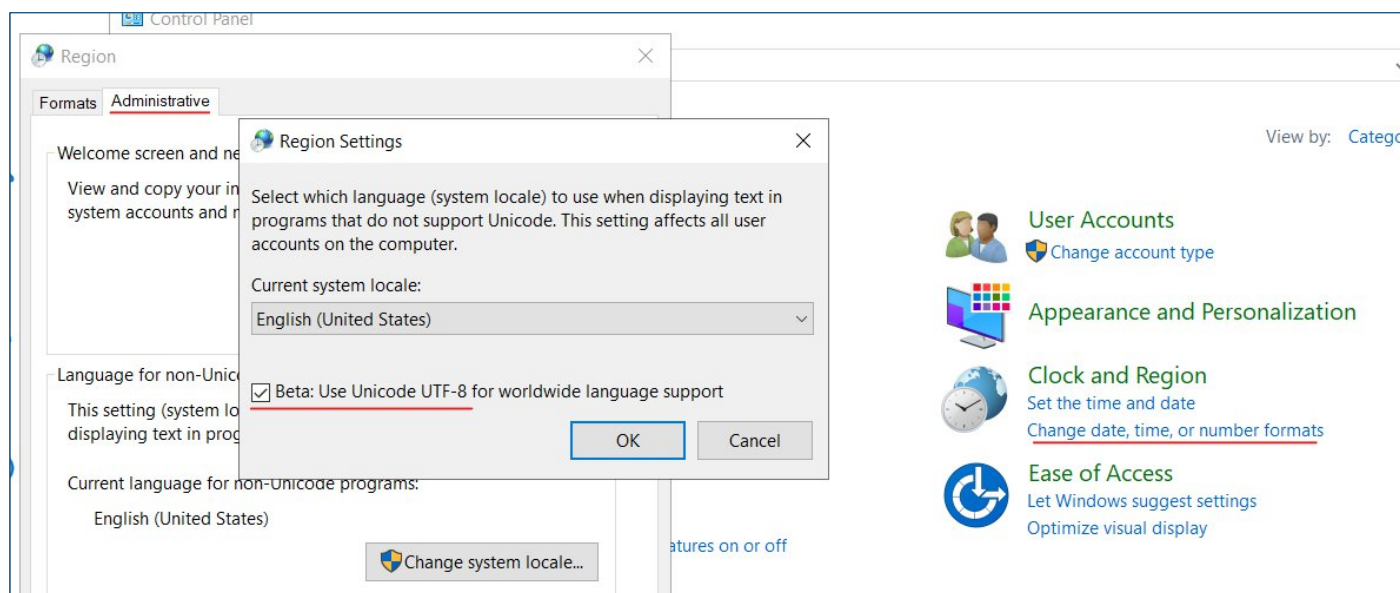 Control Panel
Region
Formats
Administrative
Welcome screen and ne
View and copy your in
system accounts and
Region Settings
Select which language (system locale) to use when displaying text in
programs that do not support Unicode. This setting affects all user
accounts on the computer.
Current system locale:
English (United States)
Beta: Use Unicode UTF-8 for worldwide language support
OK
Cancel
Language for non-Unic
This setting (system lo
displaying text in prog
Current language for non-Unicode programs:
English (United States)
Change system locale...
View by: Catego
User Accounts
Change account type
Appearance and Personalization
Clock and Region
Set the time and date
Change date, time, or number formats
Ease of Access
Let Windows suggest settings
Optimize visual display
atures on or off